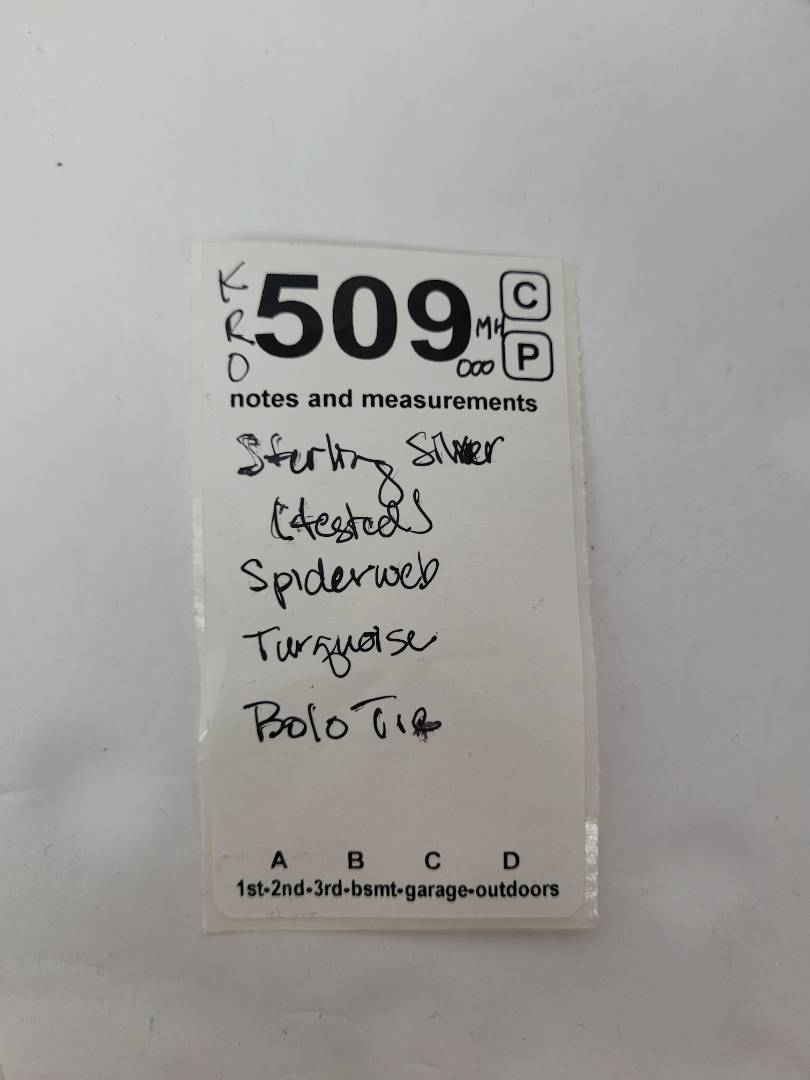 K
R
O
509
MH
000
C
P
notes and measurements
Sterling Silver
(tested)
Spiderweb
Turquoise
Bolo Tie
A B C D
1st-2nd-3rd-bsmt-garage-outdoors